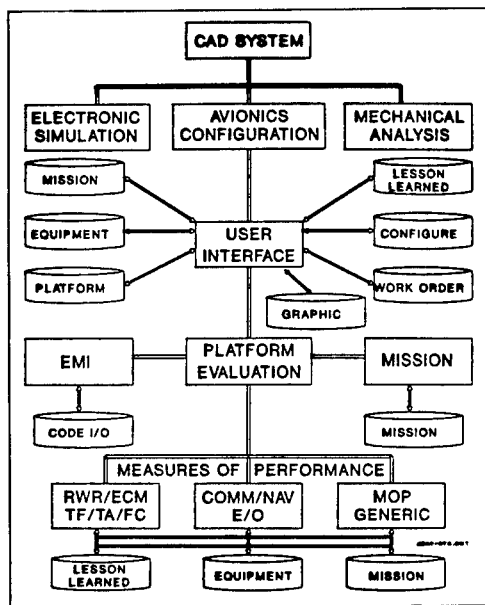 CAD SYSTEM
ELECTRONIC
SIMULATION
AVIONICS
CONFIGURATION
MECHANICAL
ANALYSIS
MISSION
LESSON
LEARNED
EQUIPMENT
USER
INTERFACE
CONFIGURE
PLATFORM
WORK ORDER
GRAPHIC
EMI
PLATFORM
EVALUATION
MISSION
CODE I/O
MISSION
MEASURES OF PERFORMANCE
RWR/ECM
TF/TA/FC
COMM/NAV
E/O
MOP
GENERIC
LESSON
LEARNED
EQUIPMENT
MISSION